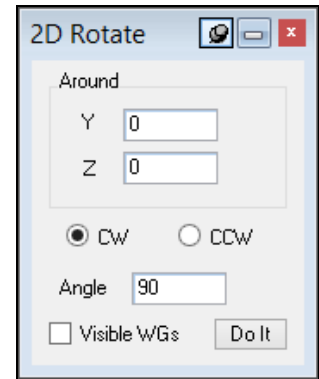 2D Rotate
Around
Y 0
Z 0
CW CCW
Angle 90
Visible WGs Do It